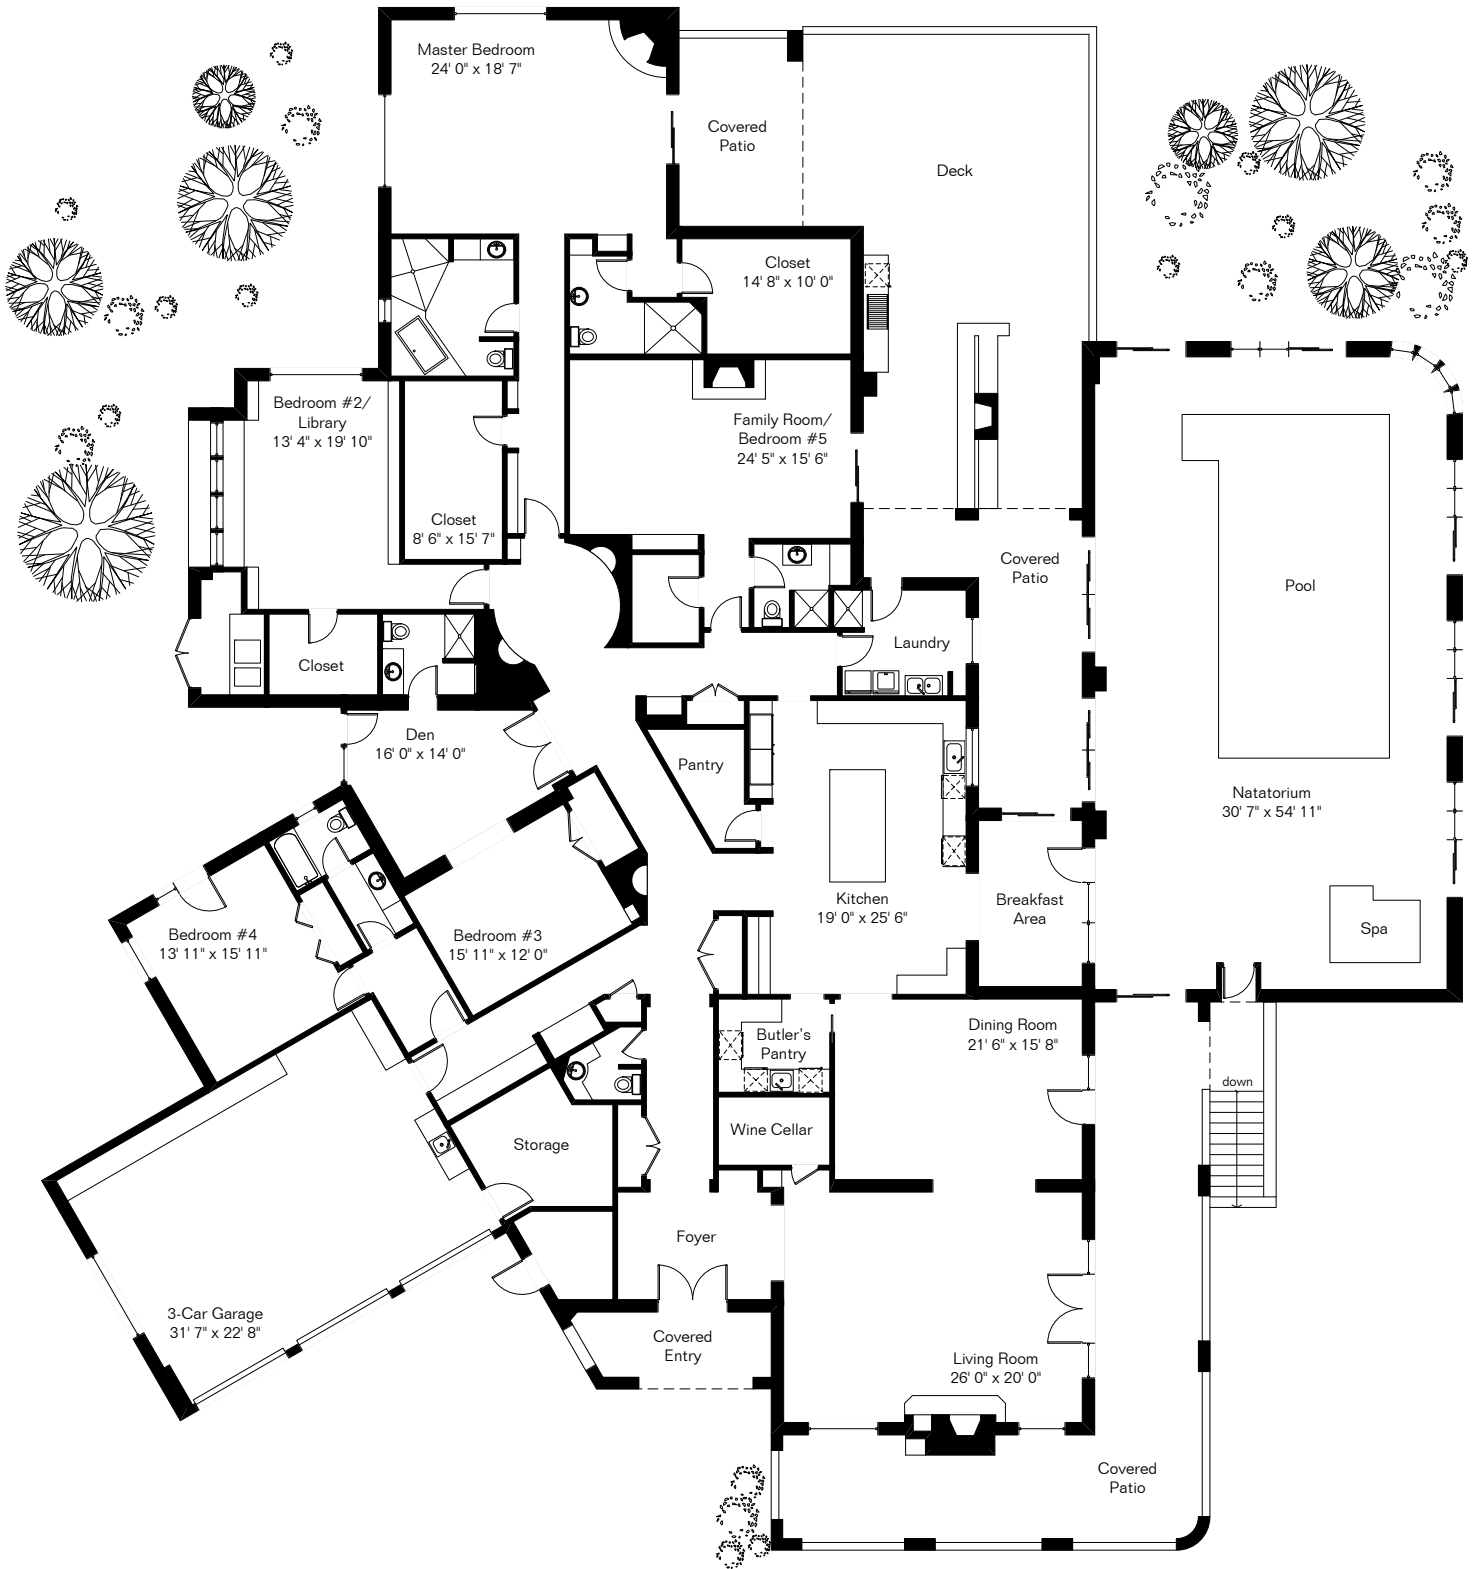 Master Bedroom
24' 0" x 18' 7"
Covered
Patio
Deck
Closet
14' 8" x 10' 0"
Bedroom #2/
Library
13' 4" x 19' 10"
Family Room/
Bedroom #5
24' 5" x 15' 6"
Closet
8' 6" x 15' 7"
Covered
Patio
Pool
Closet
Laundry
Den
16' 0" x 14' 0"
Pantry
Natatorium
30' 7" x 54' 11"
Kitchen
19' 0" x 25' 6"
Breakfast
Area
Bedroom #4
13' 11" x 15' 11"
Bedroom #3
15' 11" x 12' 0"
Spa
Butler's
Pantry
Dining Room
21' 6" x 15' 8"
down
Storage
Wine Cellar
Foyer
3-Car Garage
31' 7" x 22' 8"
Covered
Entry
Living Room
26' 0" x 20' 0"
Covered
Patio